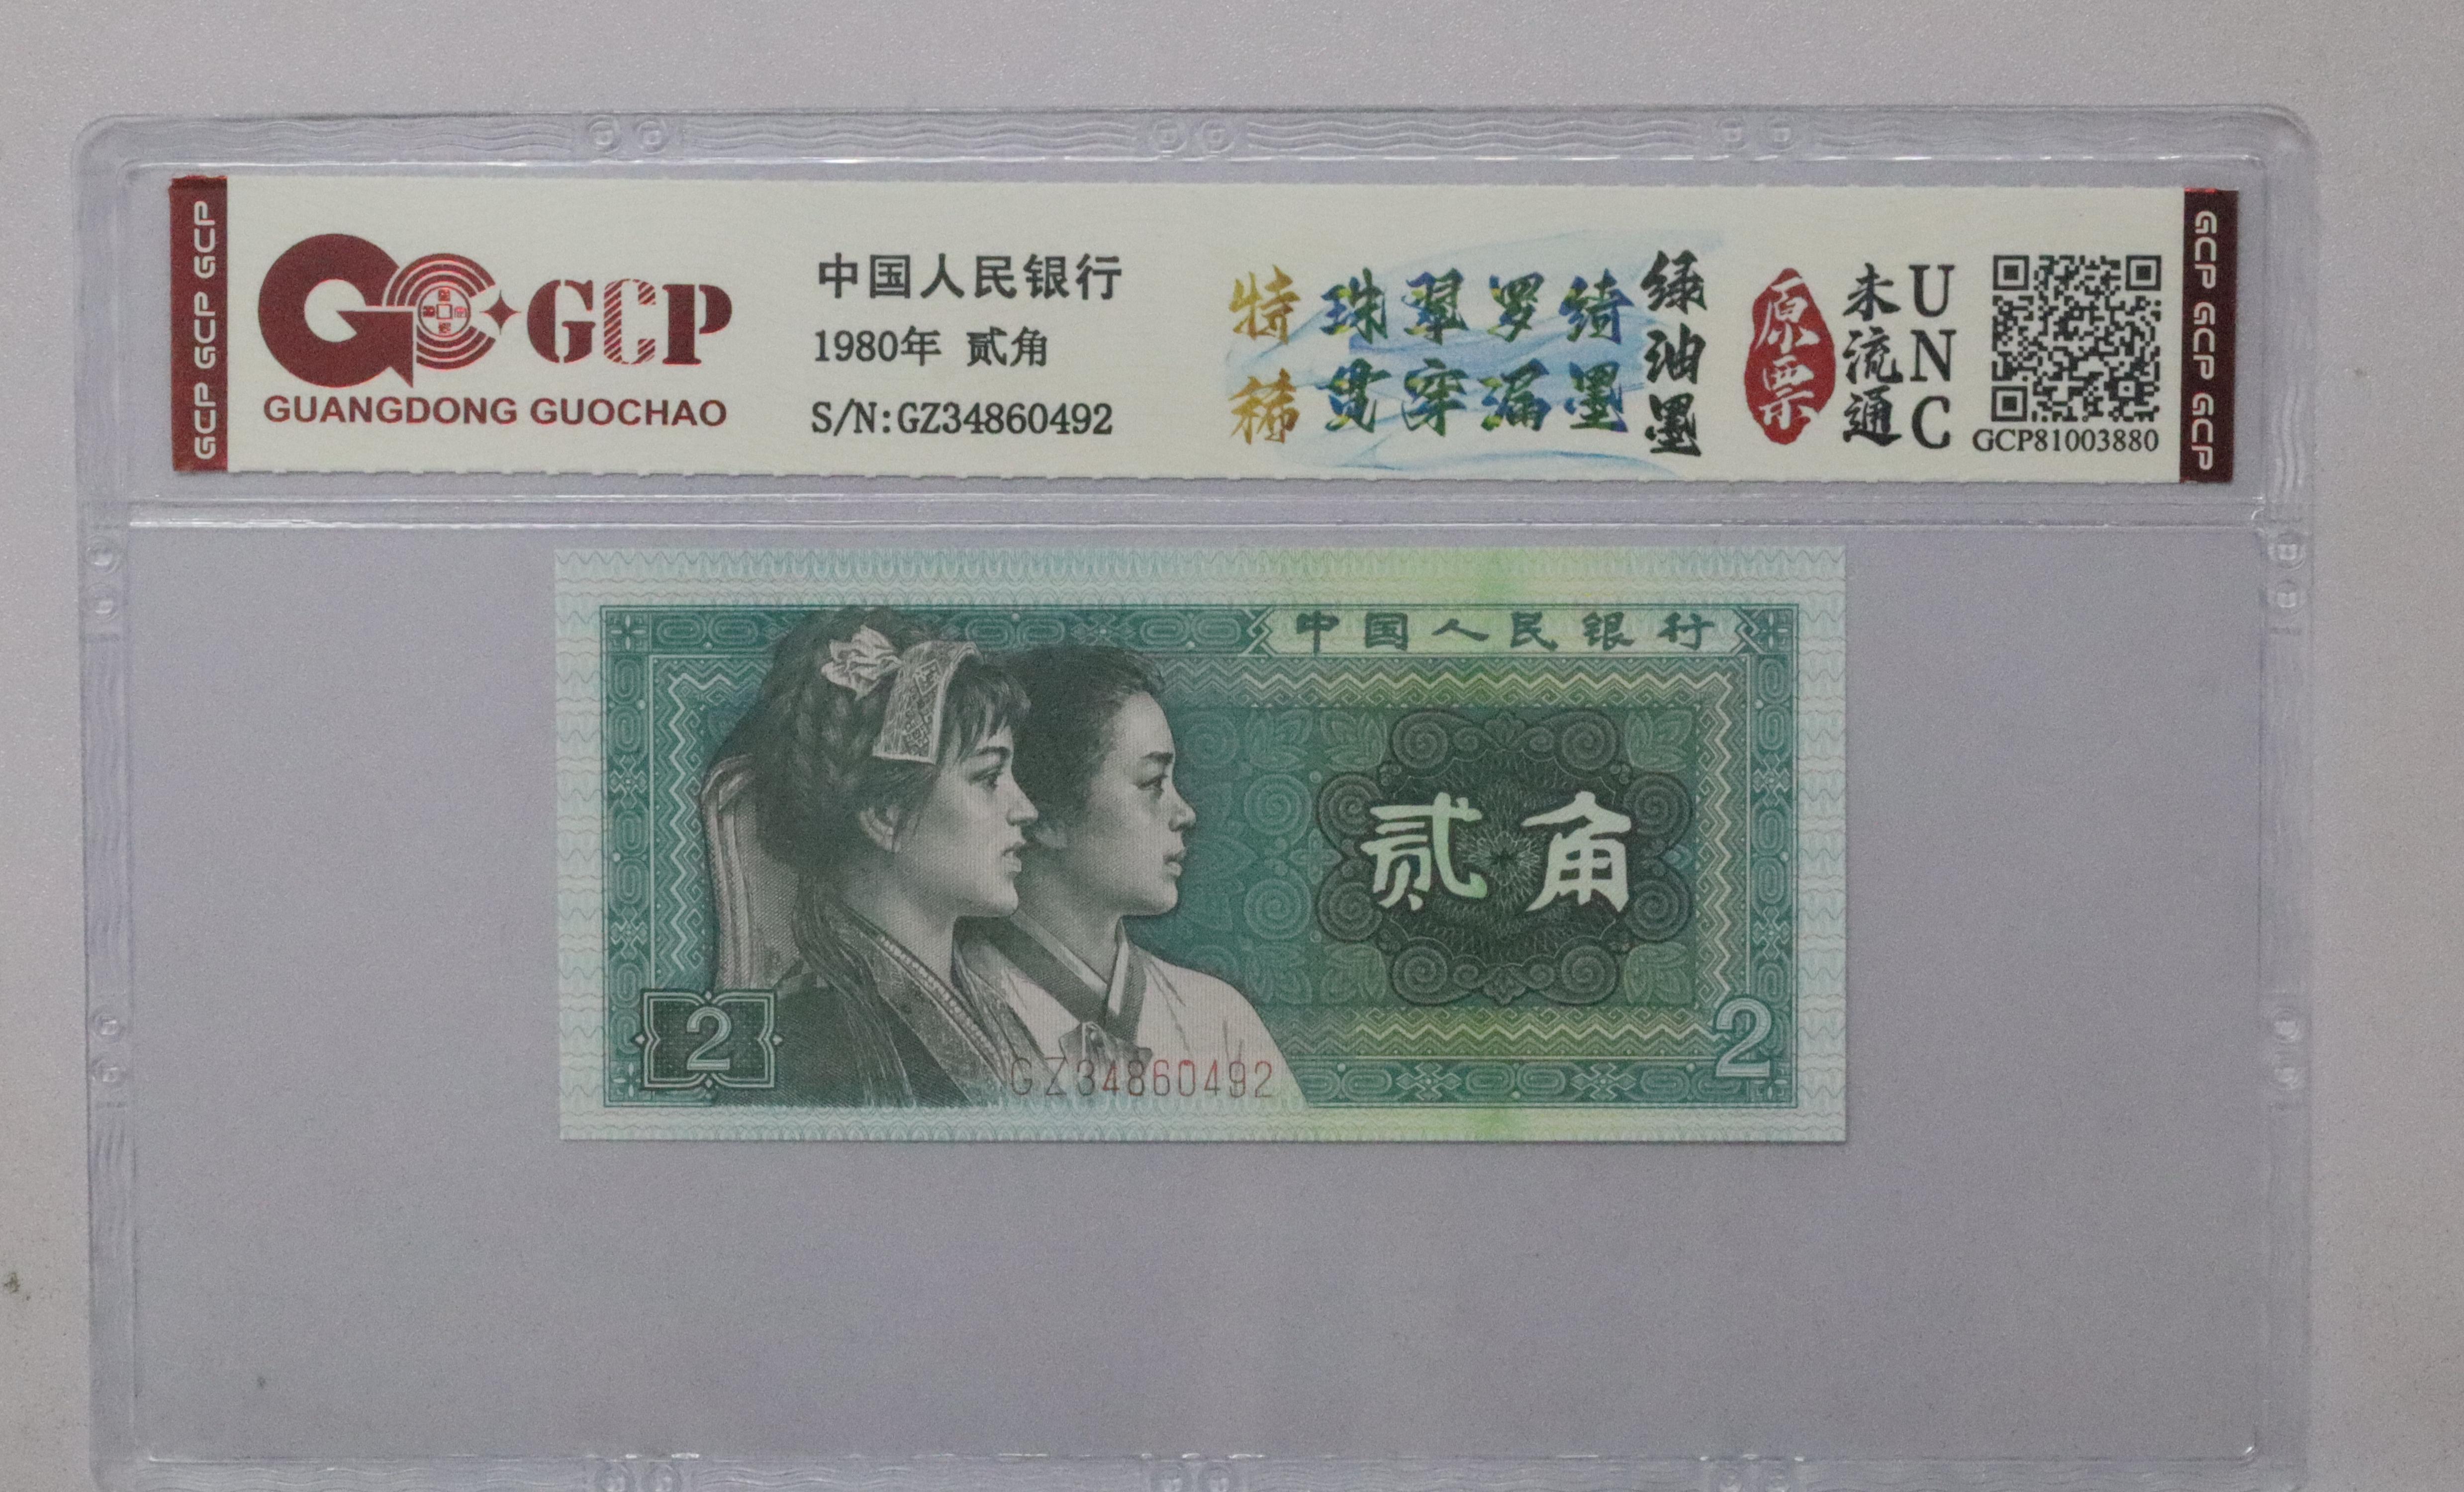 GCP GCP GCP
GCP
GUANGDONG GUOCHAO
中国人民银行
1980年 贰角
S/N:GZ34860492
特稀
珠翠罗绮
贯穿漏墨
绿油墨
原票
未流通
UNC
GCP81003880
GCP GCP GCP
中国人民银行
贰角
2
2
GZ34860492